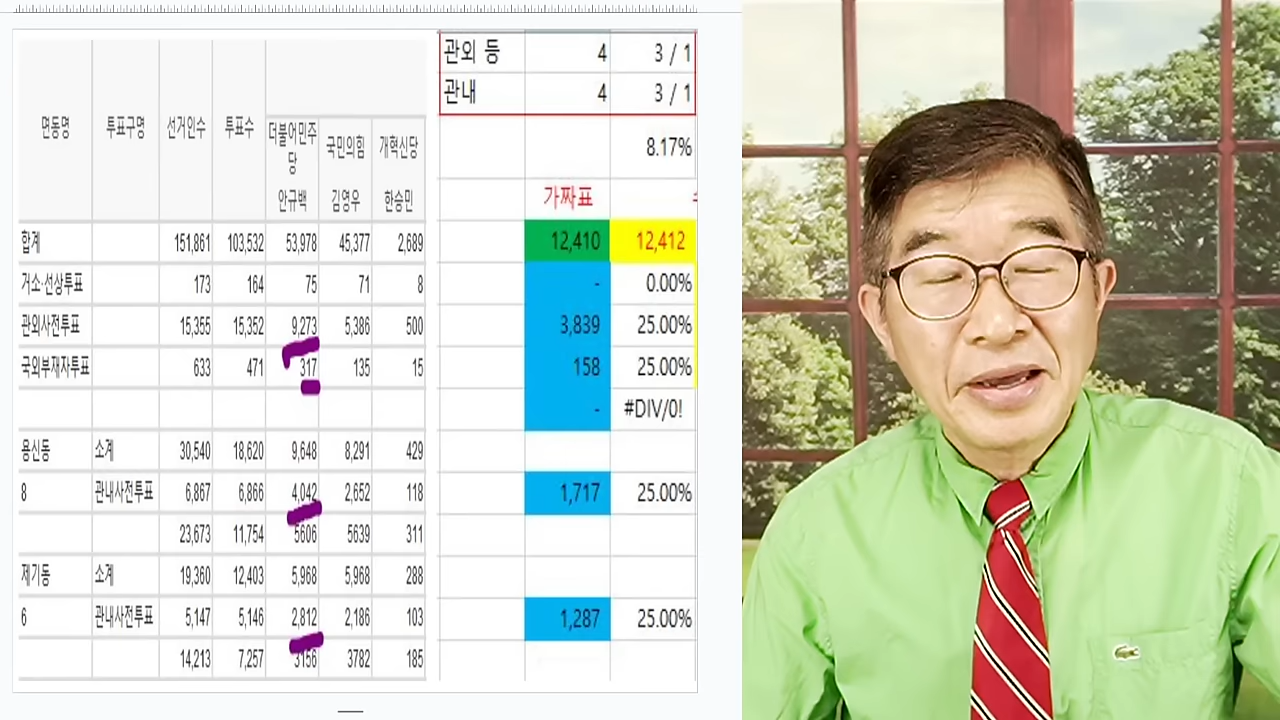 면동명 투표구명 선거인수 투표수 더불어민주당 안규백 국민의힘 김영우 개혁신당 한승민
합계 151,861 103,532 53,978 45,377 2,689
거소·선상투표 173 164 75 71 8
관외사전투표 15,355 15,352 9,273 5,386 500
국외부재자투표 633 471 317 135 15
용신동 소계 30,540 18,620 9,648 8,291 429
8 관내사전투표 6,867 6,866 4,042 2,652 118
23,673 11,754 5606 5639 311
제기동 소계 19,360 12,403 5,968 5,968 288
6 관내사전투표 5,147 5,146 2,812 2,186 103
14,213 7,257 3156 3782 185
관외 등 4 3 / 1
관내 4 3 / 1
8.17%
가짜표
12,410 12,412
- 0.00%
3,839 25.00%
158 25.00%
- #DIV/0!
1,717 25.00%
1,287 25.00%